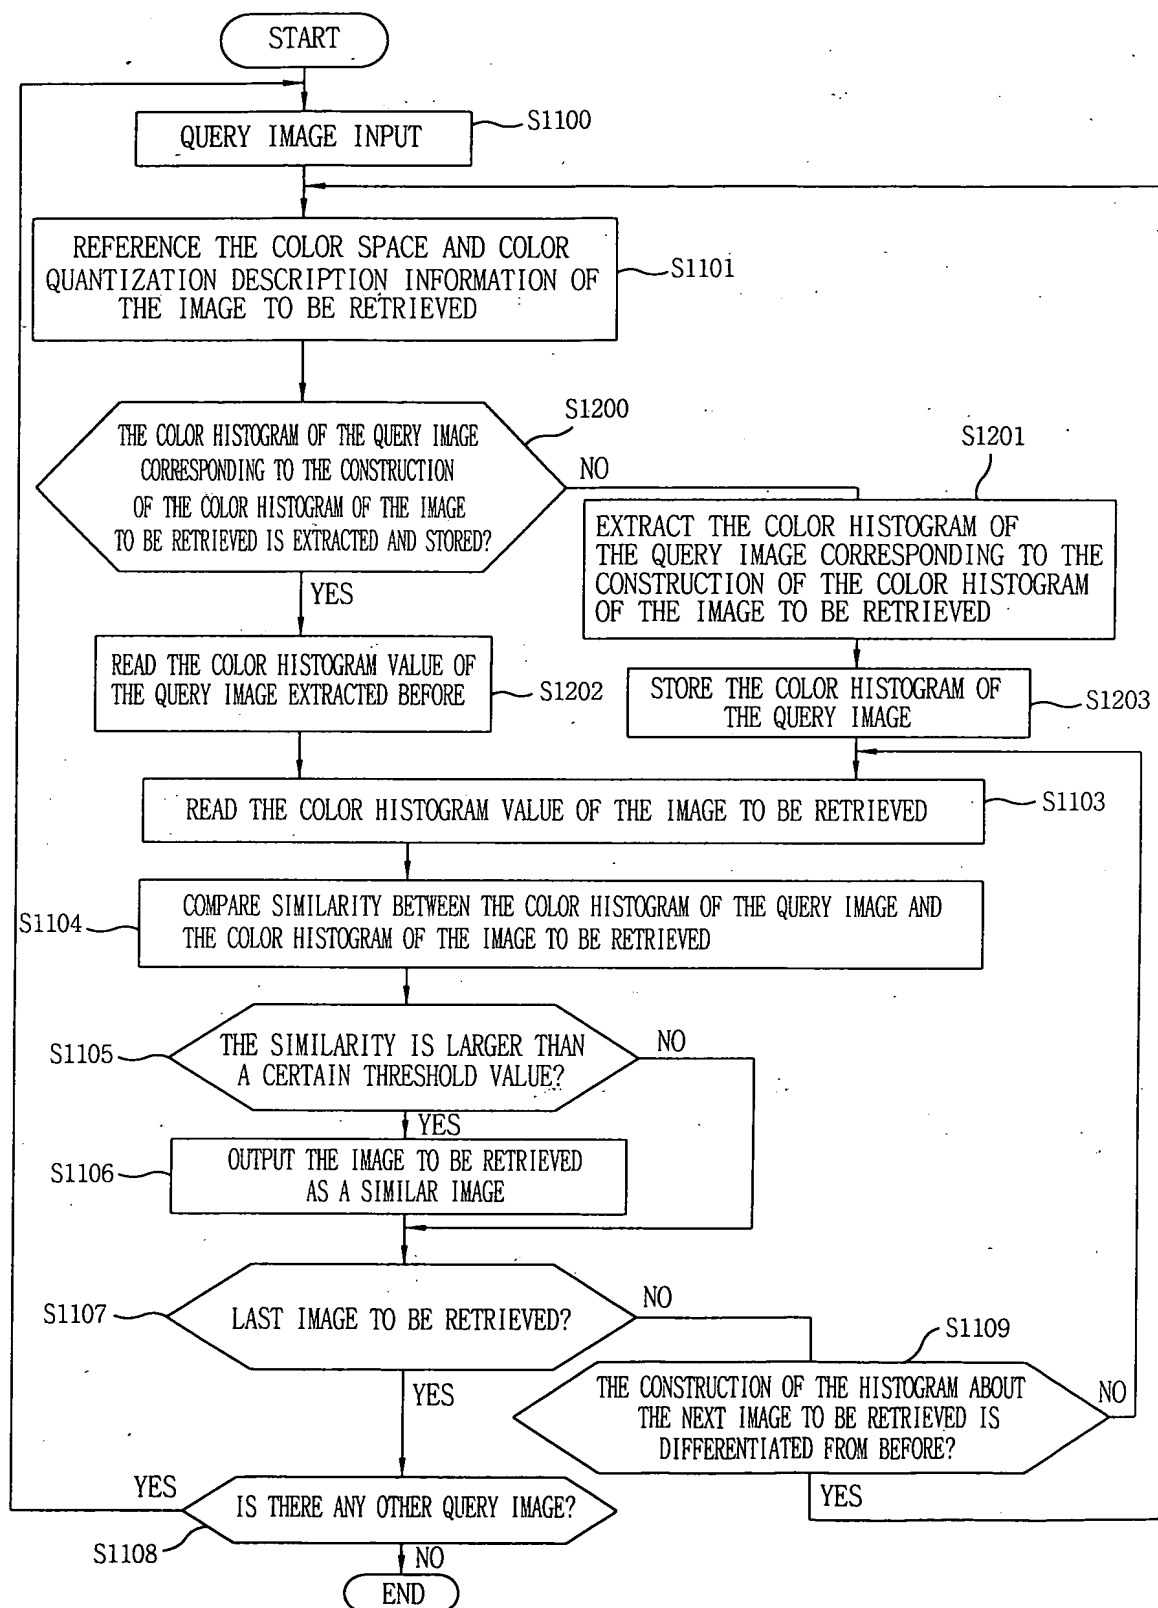 START
QUERY IMAGE INPUT
S1100
REFERENCE THE COLOR SPACE AND COLOR
QUANTIZATION DESCRIPTION INFORMATION OF
THE IMAGE TO BE RETRIEVED
S1101
THE COLOR HISTOGRAM OF THE QUERY IMAGE
CORRESPONDING TO THE CONSTRUCTION
OF THE COLOR HISTOGRAM OF THE IMAGE
TO BE RETRIEVED IS EXTRACTED AND STORED?
S1200
NO
YES
S1201
EXTRACT THE COLOR HISTOGRAM OF
THE QUERY IMAGE CORRESPONDING TO THE
CONSTRUCTION OF THE COLOR HISTOGRAM
OF THE IMAGE TO BE RETRIEVED
READ THE COLOR HISTOGRAM VALUE OF
THE QUERY IMAGE EXTRACTED BEFORE
S1202
STORE THE COLOR HISTOGRAM OF
THE QUERY IMAGE
S1203
READ THE COLOR HISTOGRAM VALUE OF THE IMAGE TO BE RETRIEVED
S1103
COMPARE SIMILARITY BETWEEN THE COLOR HISTOGRAM OF THE QUERY IMAGE AND
THE COLOR HISTOGRAM OF THE IMAGE TO BE RETRIEVED
S1104
THE SIMILARITY IS LARGER THAN
A CERTAIN THRESHOLD VALUE?
S1105
NO
YES
OUTPUT THE IMAGE TO BE RETRIEVED
AS A SIMILAR IMAGE
S1106
LAST IMAGE TO BE RETRIEVED?
S1107
NO
YES
S1109
THE CONSTRUCTION OF THE HISTOGRAM ABOUT
THE NEXT IMAGE TO BE RETRIEVED IS
DIFFERENTIATED FROM BEFORE?
NO
YES
YES
IS THERE ANY OTHER QUERY IMAGE?
S1108
NO
END